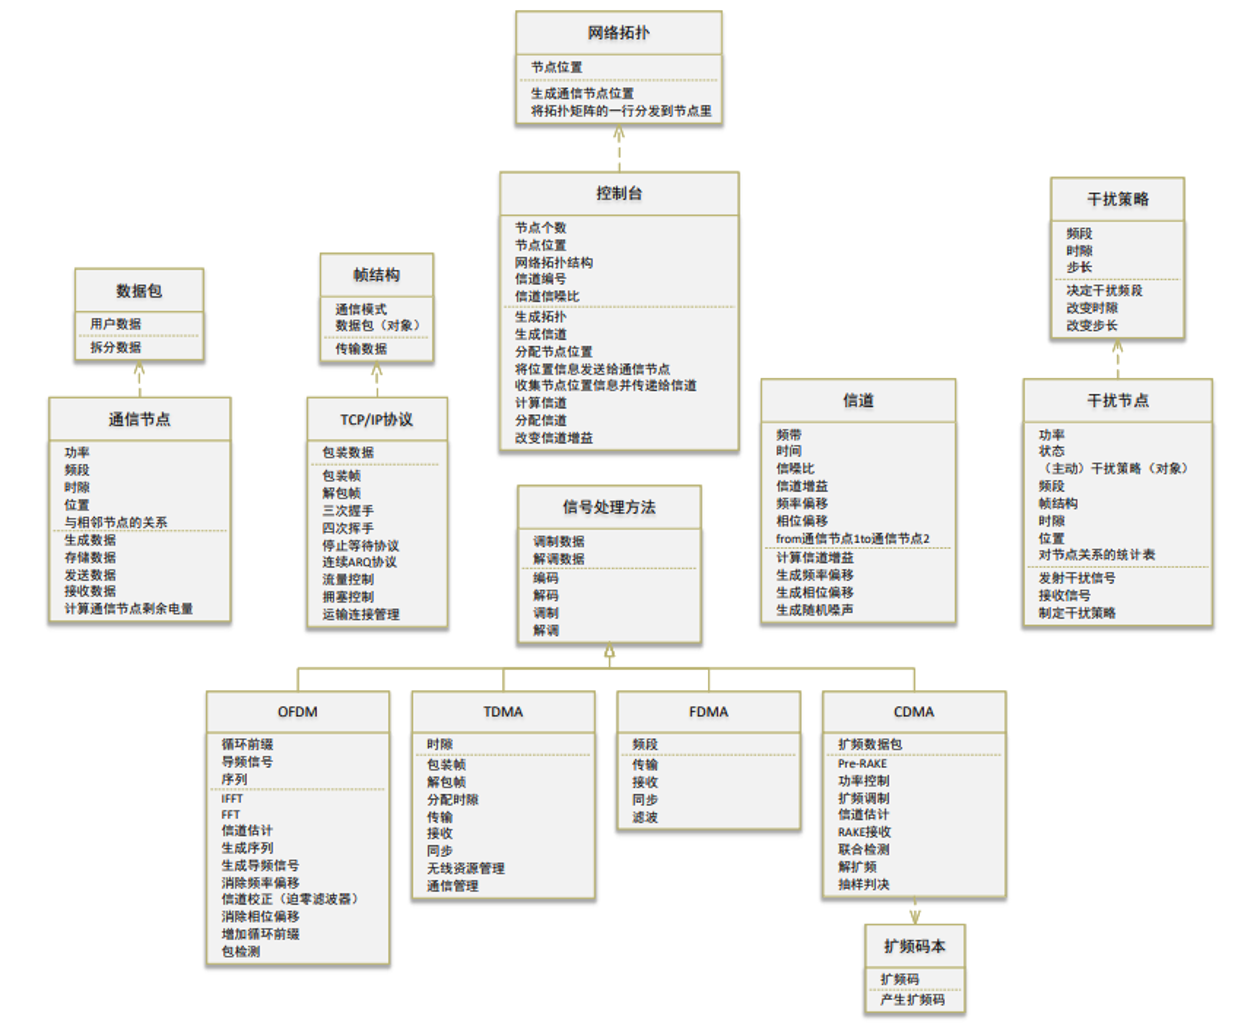 网络拓扑
节点位置
生成通信节点位置
将拓扑矩阵的一行分发到节点里
控制台
节点个数
节点位置
网络拓扑结构
信道编号
信道信噪比
生成拓扑
生成信道
分配节点位置
将位置信息发送给通信节点
收集节点位置信息并传递给信道
计算信道
分配信道
改变信道增益
干扰策略
频段
时隙
步长
决定干扰频段
改变时隙
改变步长
数据包
用户数据
拆分数据
帧结构
通信模式
数据包（对象）
传输数据
通信节点
功率
频段
时隙
位置
与相邻节点的关系
生成数据
存储数据
发送数据
接收数据
计算通信节点剩余电量
TCP/IP协议
包装数据
包装帧
解包帧
三次握手
四次挥手
停止等待协议
连续ARQ协议
流量控制
拥塞控制
运输连接管理
信号处理方法
调制数据
解调数据
编码
解码
调制
解调
信道
频带
时间
信噪比
信道增益
频率偏移
相位偏移
from通信节点1to通信节点2
计算信道增益
生成频率偏移
生成相位偏移
生成随机噪声
干扰节点
功率
状态
（主动）干扰策略（对象）
频段
帧结构
时隙
位置
对节点关系的统计表
发射干扰信号
接收信号
制定干扰策略
OFDM
循环前缀
导频信号
序列
IFFT
FFT
信道估计
生成序列
生成导频信号
消除频率偏移
信道校正（迫零滤波器）
消除相位偏移
增加循环前缀
包检测
TDMA
时隙
包装帧
解包帧
分配时隙
传输
接收
同步
无线资源管理
通信管理
FDMA
频段
传输
接收
同步
滤波
CDMA
扩频数据包
Pre-RAKE
功率控制
扩频调制
信道估计
RAKE接收
联合检测
解扩频
抽样判决
扩频码本
扩频码
产生扩频码